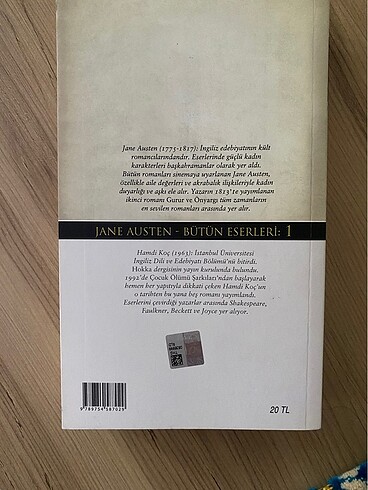 Jane Austen (1775-1817): İngiliz edebiyatının kült
romancılarındandır. Eserlerinde güçlü kadın
karakterleri başkahramanlar olarak yer aldı.
Bütün romanları sinemaya uyarlanan Jane Austen,
özellikle aile değerleri ve akrabalık ilişkileriyle kadın
duyarlığı ve aşkı ele alır. Yazarın 1813'te yayımlanan
ikinci romanı Gurur ve Önyargı tüm zamanların
en sevilen romanları arasında yer alır.
JANE AUSTEN - BÜTÜN ESERLERİ: 1
Hamdi Koç (1963): İstanbul Üniversitesi
İngiliz Dili ve Edebiyatı Bölümü'nü bitirdi.
Hokka dergisinin yayın kurulunda bulundu.
1992'de Çocuk Ölümü Şarkıları'ndan başlayarak
hemen her yapıtıyla dikkati çeken Hamdi Koç'un
o tarihten bu yana beş romanı yayımlandı.
Eserlerini çevirdiği yazarlar arasında Shakespeare,
Faulkner, Beckett ve Joyce yer alıyor.
9 789754 587029
20 TL